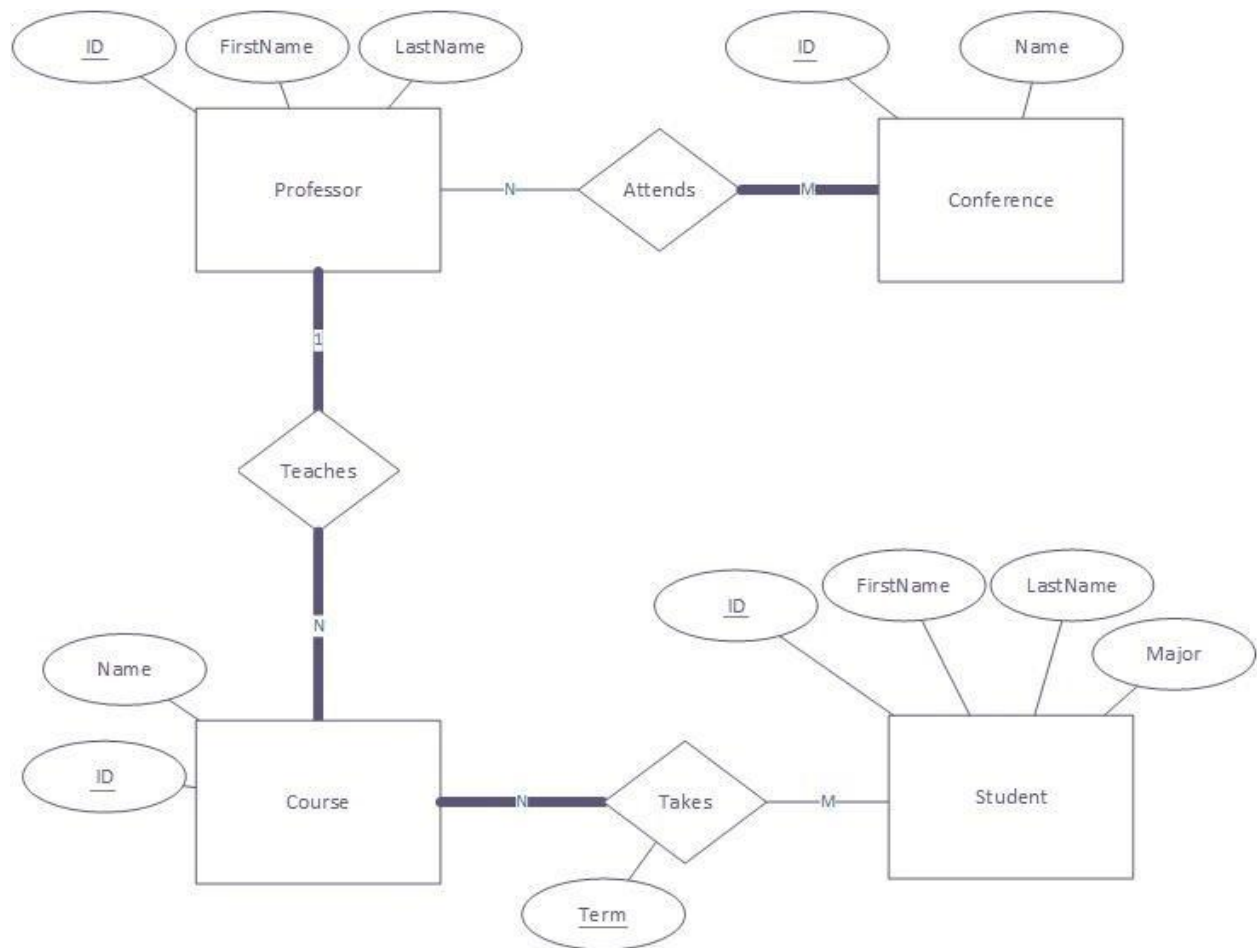 ID
FirstName
LastName
ID
Name
Professor
N
Attends
M
Conference
1
Teaches
N
FirstName
LastName
ID
Major
Name
ID
Course
N
Takes
M
Student
Term